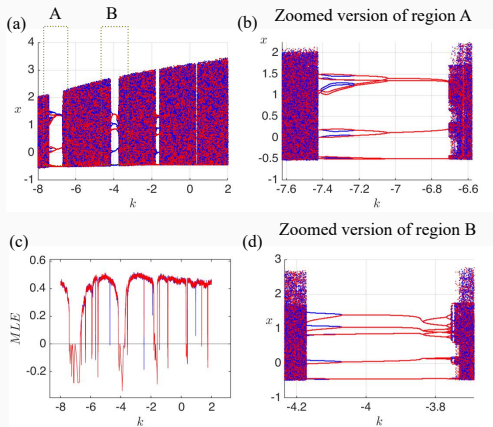 A B
(a)
4
3
2
1
0
-1
x
-8 -6 -4 -2 0 2
k
(b) Zoomed version of region A
x
2
1.5
1
0.5
0
-0.5
-1
-7.6 -7.4 -7.2 -7 -6.8 -6.6
k
(c)
0.6
0.4
0.2
0
-0.2
MLE
-8 -6 -4 -2 0 2 4
k
Zoomed version of region B
(d)
3
x
2
1
0
-1
-4.2 -4 -3.8
k